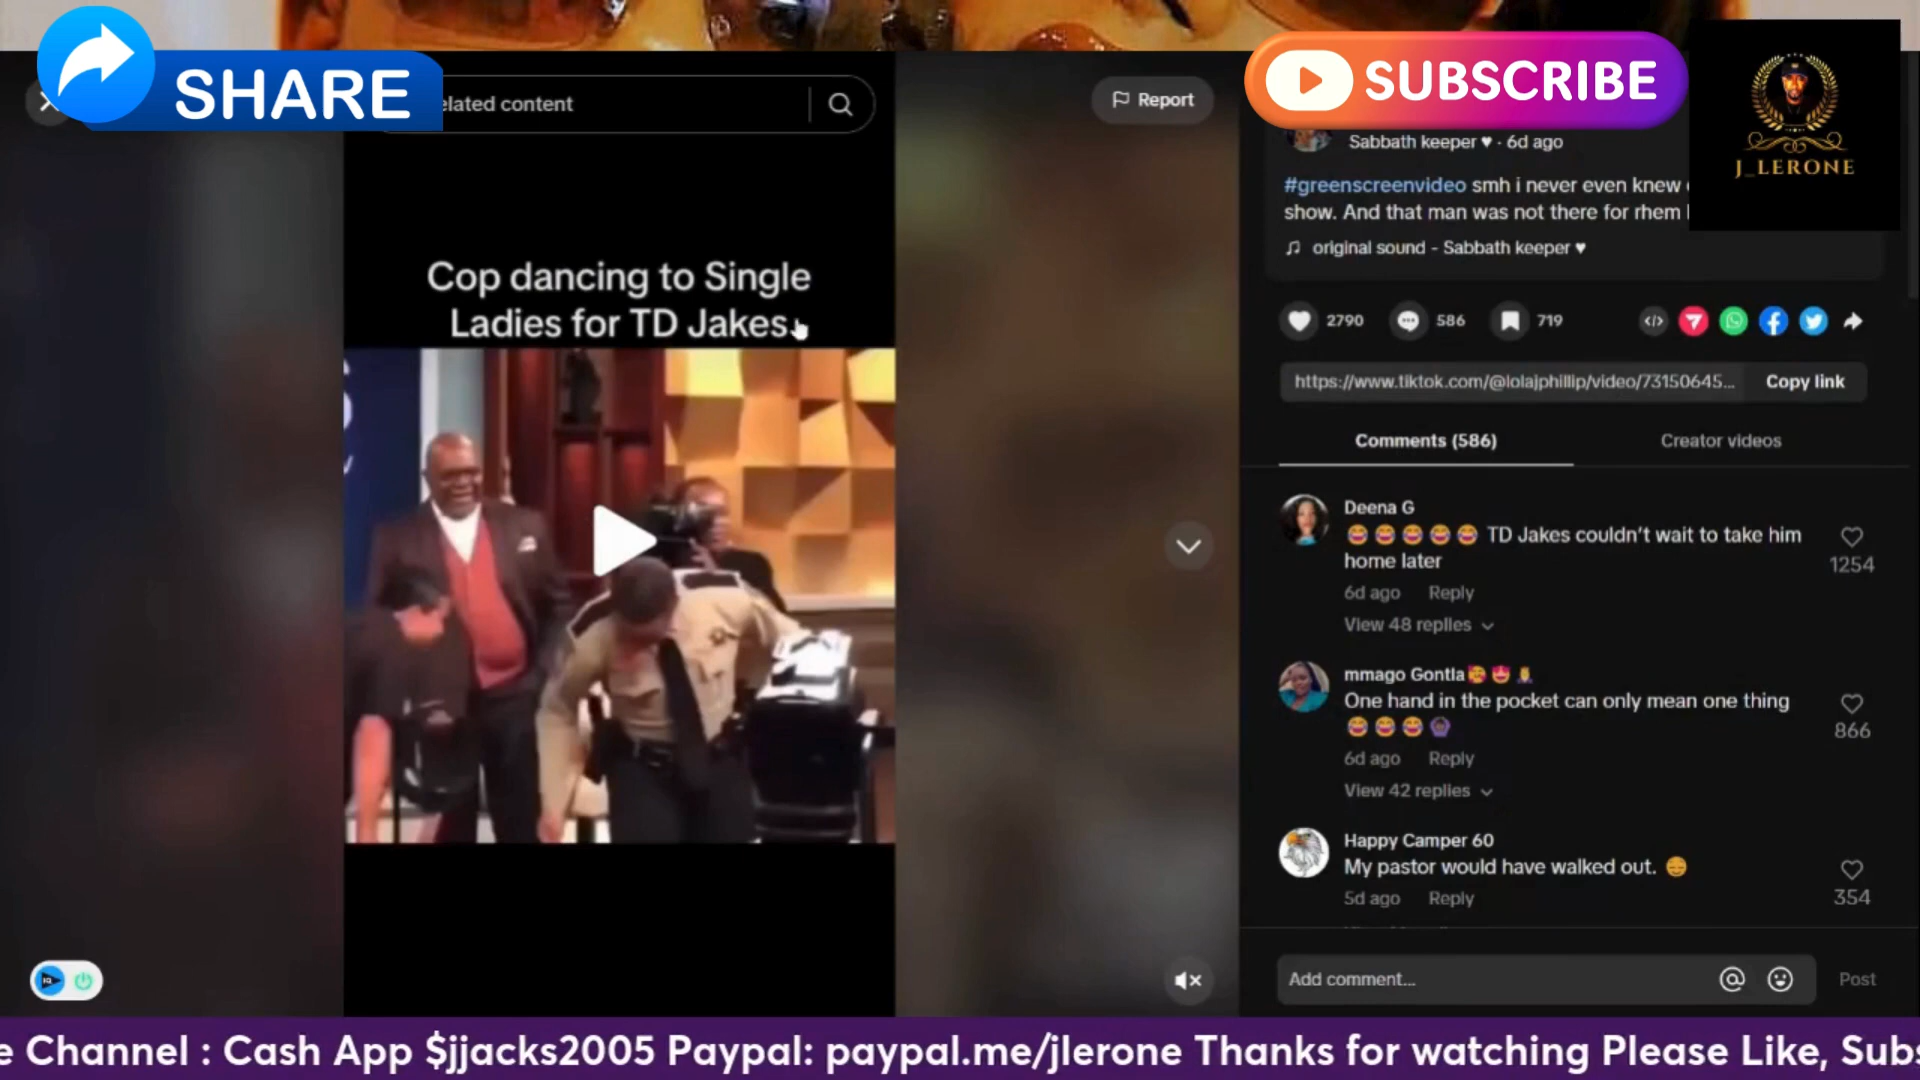 SHARE
elated content
Report
SUBSCRIBE
J_LERONE
Sabbath keeper ♥ · 6d ago
#greenscreenvideo smh i never even knew
show. And that man was not there for rhem
original sound - Sabbath keeper ♥
Cop dancing to Single
Ladies for TD Jakes
2790
586
719
https://www.tiktok.com/@lolajphillip/video/73150645...
Copy link
Comments (586)
Creator videos
Deena G
😂😂😂😂😂 TD Jakes couldn't wait to take him
home later
1254
6d ago Reply
View 48 replies
mmago Gontla🥰🤩
One hand in the pocket can only mean one thing
😂😂😂🙆
866
6d ago Reply
View 42 replies
Happy Camper 60
My pastor would have walked out. 😔
354
5d ago Reply
Add comment...
@
Post
e Channel : Cash App $jjacks2005 Paypal: paypal.me/jlerone Thanks for watching Please Like, Subs